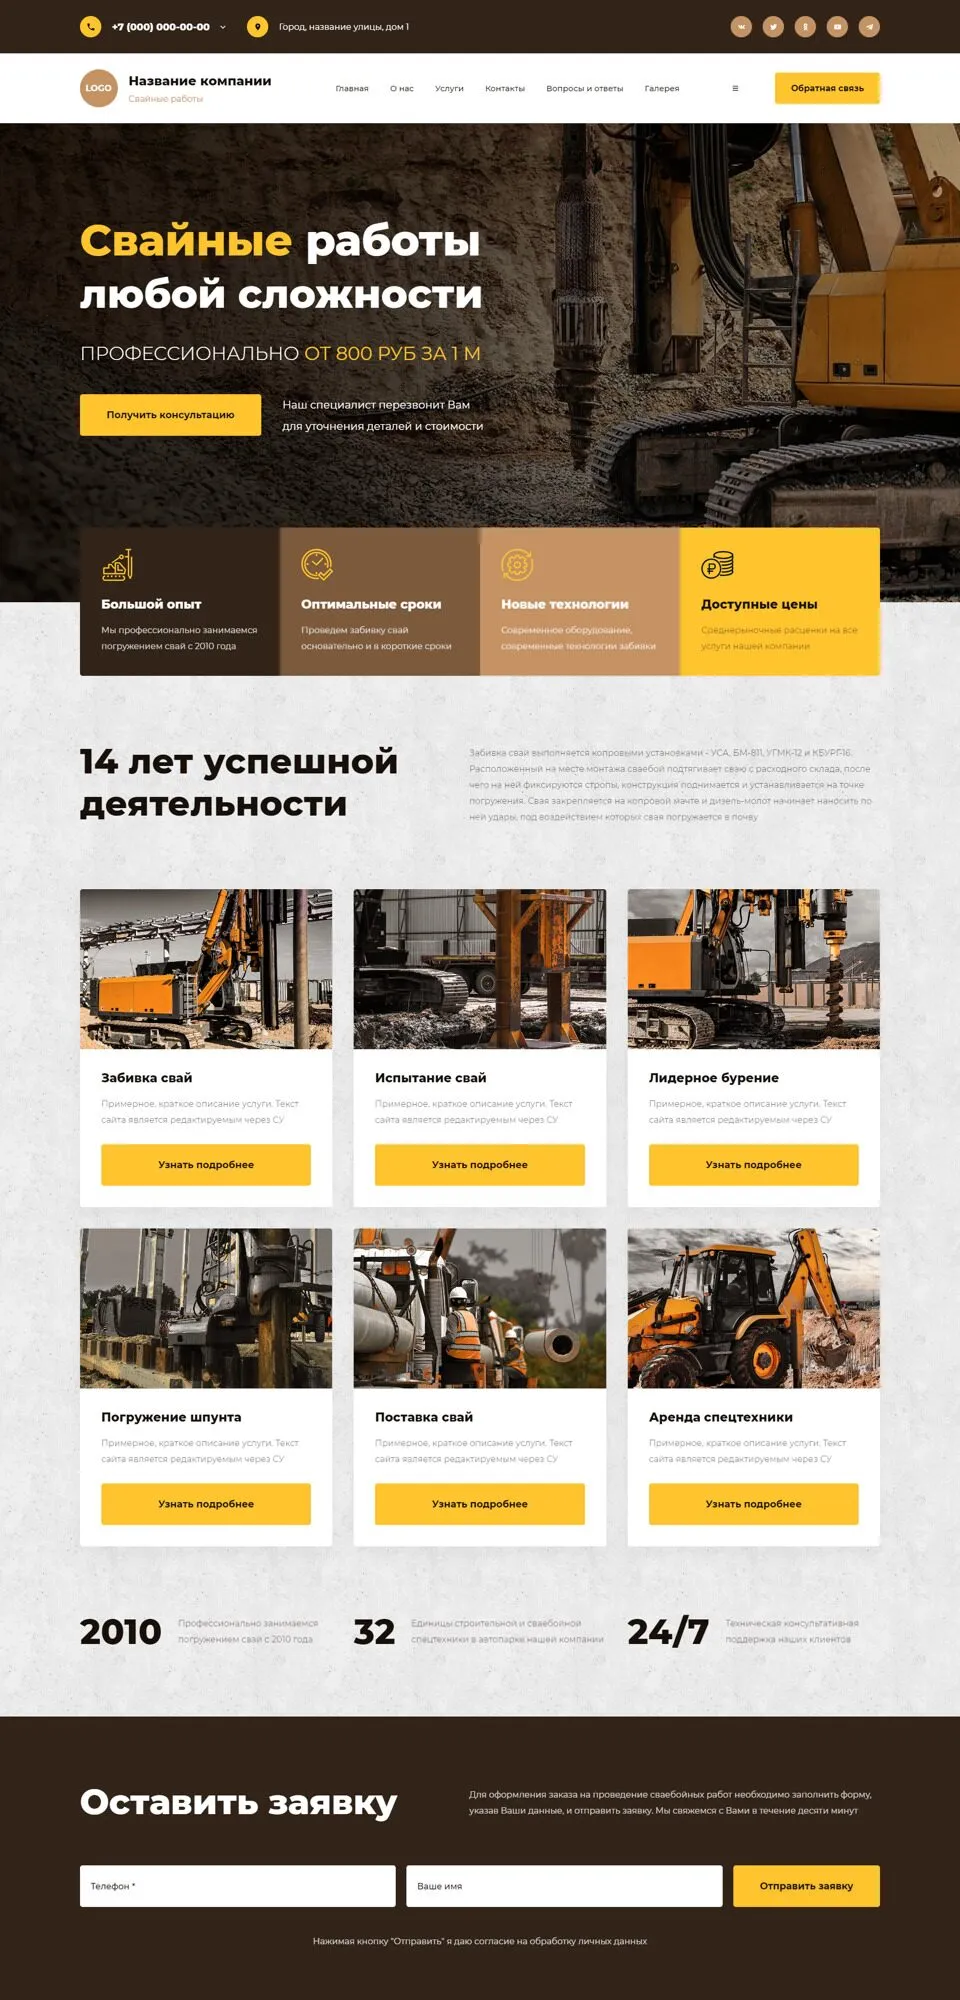 +7 (000) 000-00-00
Город, название улицы, дом 1
LOGO
Название компании
Свайные работы
Главная
О нас
Услуги
Контакты
Вопросы и ответы
Галерея
Обратная связь
Свайные работы
любой сложности
ПРОФЕССИОНАЛЬНО ОТ 800 РУБ ЗА 1 М
Получить консультацию
Наш специалист перезвонит Вам
для уточнения деталей и стоимости
Большой опыт
Мы профессионально занимаемся
погружением свай с 2010 года
Оптимальные сроки
Проведем забивку свай
основательно и в короткие сроки
Новые технологии
Современное оборудование,
современные технологии забивки
Доступные цены
Среднерыночные расценки на все
услуги нашей компании
14 лет успешной
деятельности
Забивка свай выполняется копровыми установками - УСА, БМ-811, УГМК-12 и КБУРГ-16.
Расположенный на месте монтажа сваебой подтягивает сваю с расходного склада, после
чего на ней фиксируются стропы, конструкция поднимается и устанавливается на точке
погружения. Свая закрепляется на копровой мачте и дизель-молот начинает наносить по
ней удары, под воздействием которых свая погружается в почву
Забивка свай
Примерное, краткое описание услуги. Текст
сайта является редактируемым через СУ
Узнать подробнее
Испытание свай
Примерное, краткое описание услуги. Текст
сайта является редактируемым через СУ
Узнать подробнее
Лидерное бурение
Примерное, краткое описание услуги. Текст
сайта является редактируемым через СУ
Узнать подробнее
Погружение шпунта
Примерное, краткое описание услуги. Текст
сайта является редактируемым через СУ
Узнать подробнее
Поставка свай
Примерное, краткое описание услуги. Текст
сайта является редактируемым через СУ
Узнать подробнее
Аренда спецтехники
Примерное, краткое описание услуги. Текст
сайта является редактируемым через СУ
Узнать подробнее
2010
Профессионально занимаемся
погружением свай с 2010 года
32
Единицы строительной и сваебойной
спецтехники в автопарке нашей компании
24/7
Техническая консультативная
поддержка наших клиентов
Оставить заявку
Для оформления заказа на проведение сваебойных работ необходимо заполнить форму,
указав Ваши данные, и отправить заявку. Мы свяжемся с Вами в течение десяти минут
Телефон *
Ваше имя
Отправить заявку
Нажимая кнопку "Отправить" я даю согласие на обработку личных данных